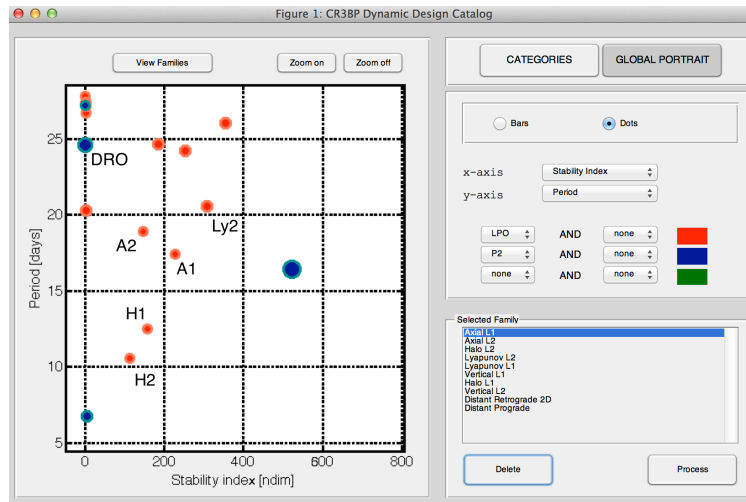 Figure 1: CR3BP Dynamic Design Catalog
View Families
Zoom on
Zoom off
25
20
15
10
5
0
200
400
600
800
Period [days]
Stability index [ndim]
DRO
Ly2
A2
A1
H1
H2
CATEGORIES
GLOBAL PORTRAIT
Bars
Dots
x-axis
Stability Index
y-axis
Period
LPO AND none
P2 AND none
none AND none
Selected Family
Axial L1
Axial L2
Halo L2
Lyapunov L2
Lyapunov L1
Vertical L1
Halo L1
Vertical L2
Distant Retrograde 2D
Distant Prograde
Delete
Process